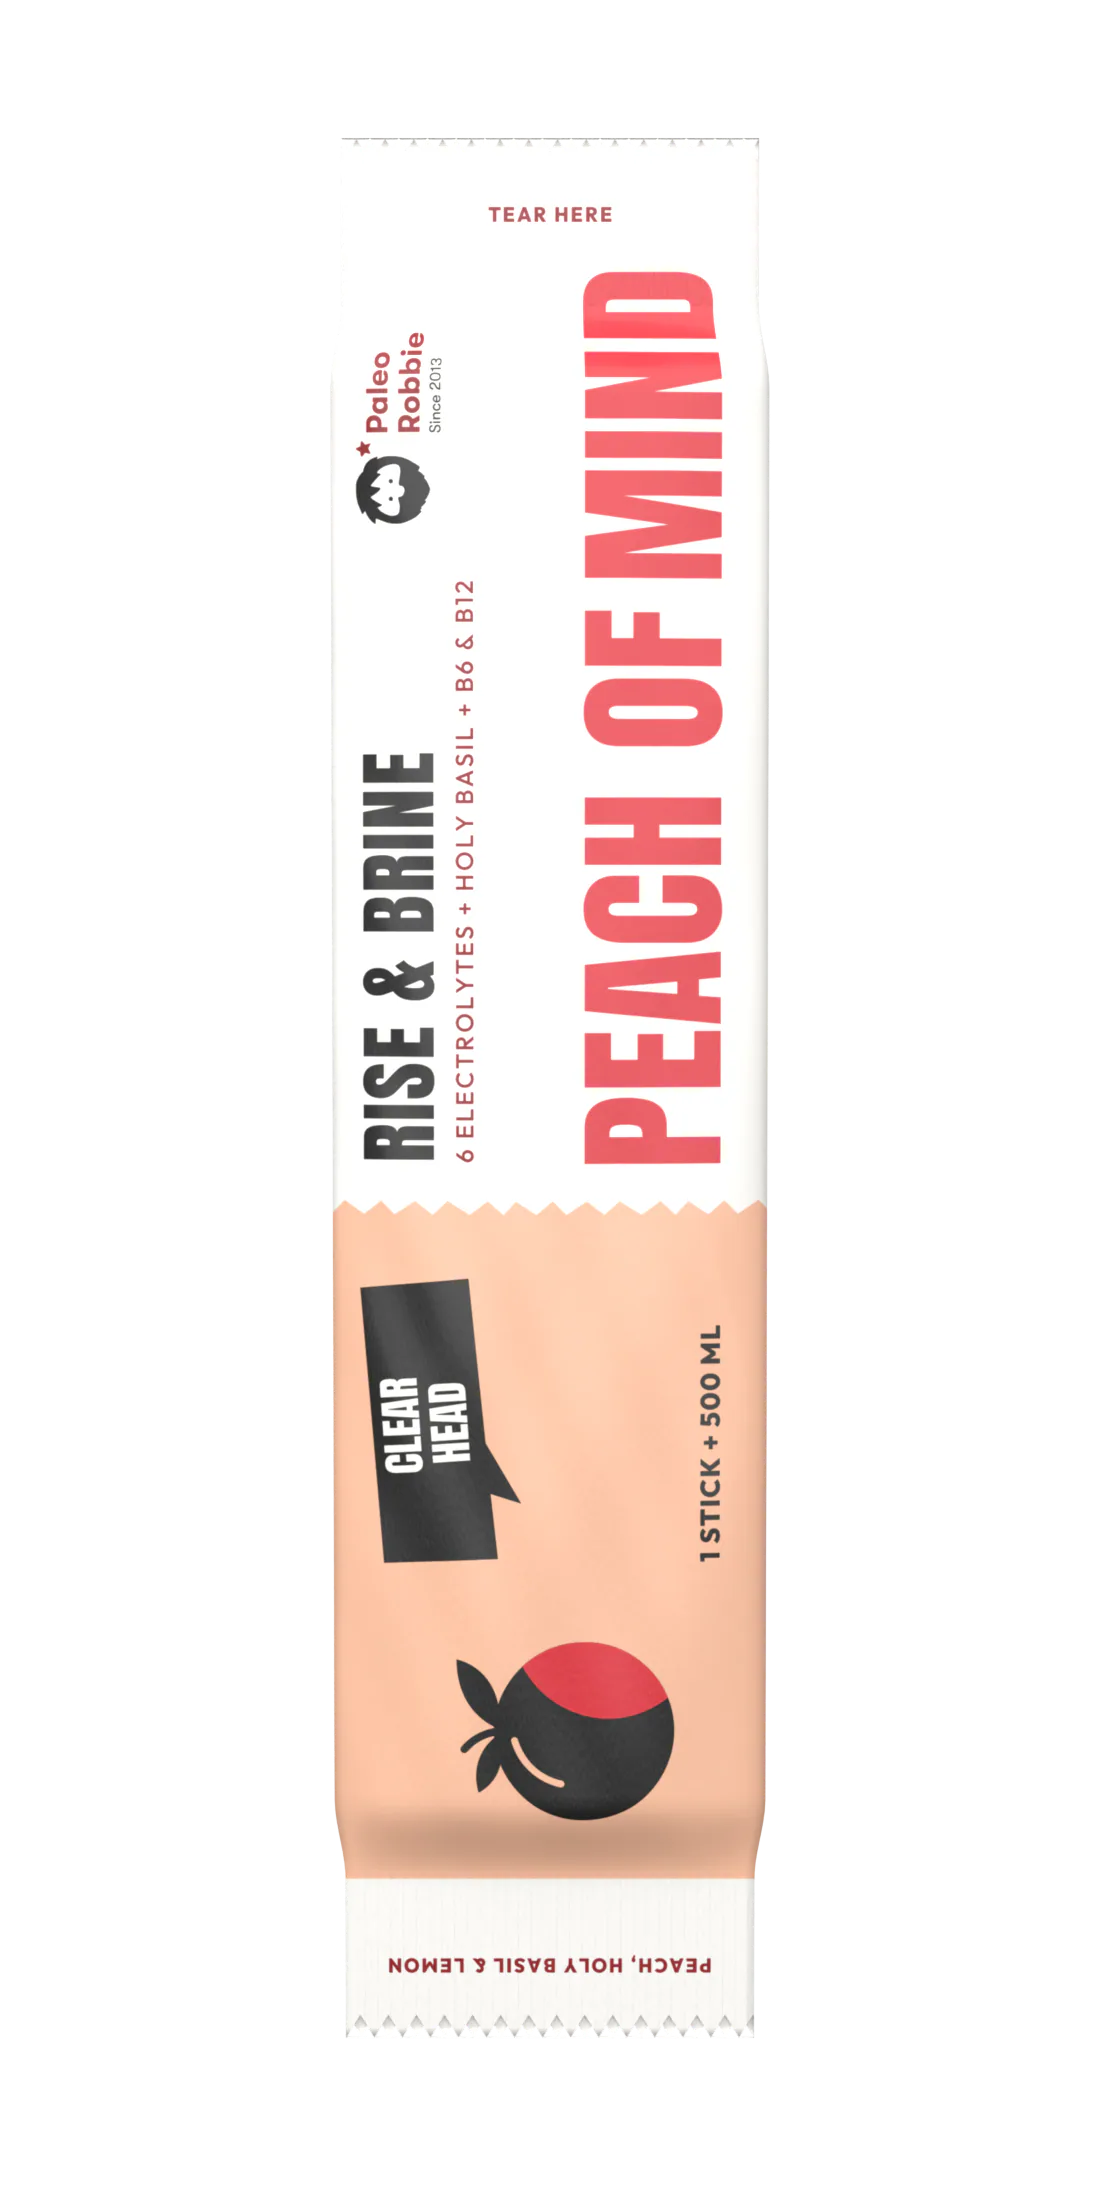 TEAR HERE
Paleo
Robbie
Since 2013
RISE & BRINE
6 ELECTROLYTES + HOLY BASIL + B6 & B12
PEACH OF MIND
CLEAR
HEAD
1 STICK + 500 ML
PEACH, HOLY BASIL & LEMON